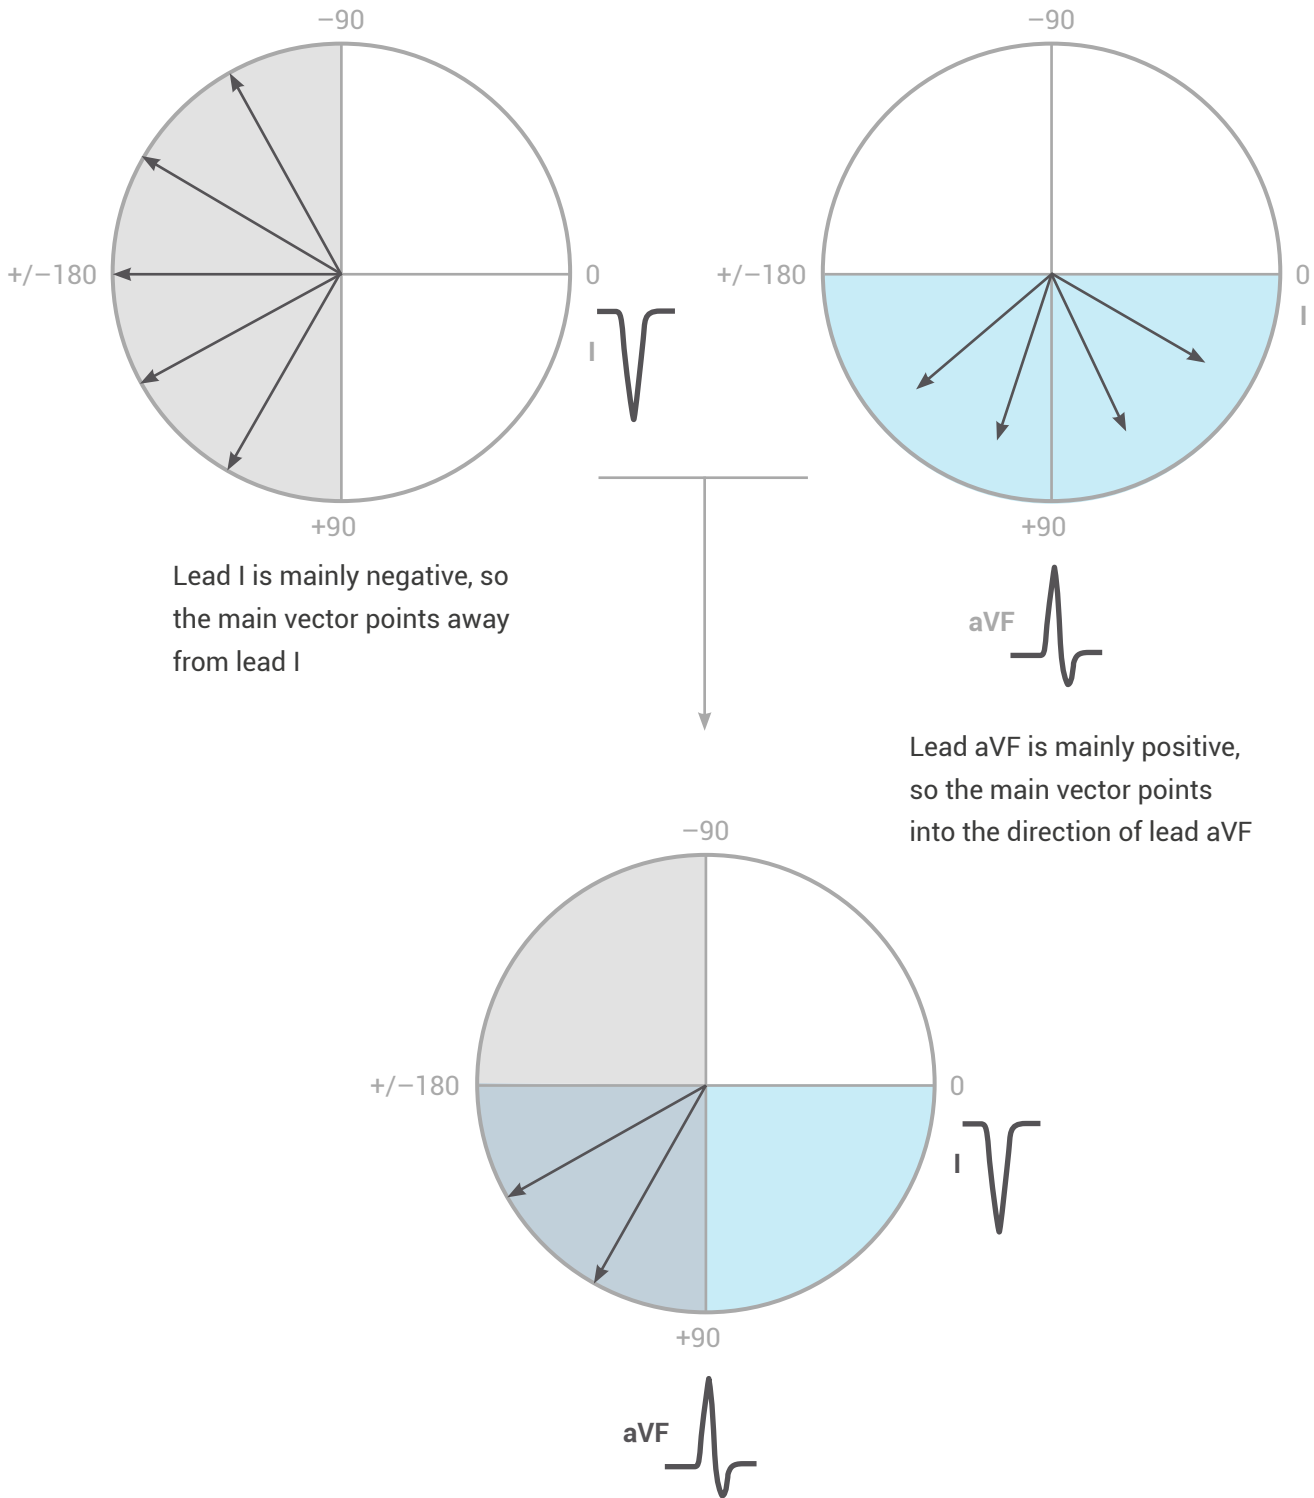 −90
+/−180
0
I
+90
Lead I is mainly negative, so
the main vector points away
from lead I
−90
+/−180
0
I
+90
aVF
Lead aVF is mainly positive,
so the main vector points
into the direction of lead aVF
−90
+/−180
0
I
+90
aVF